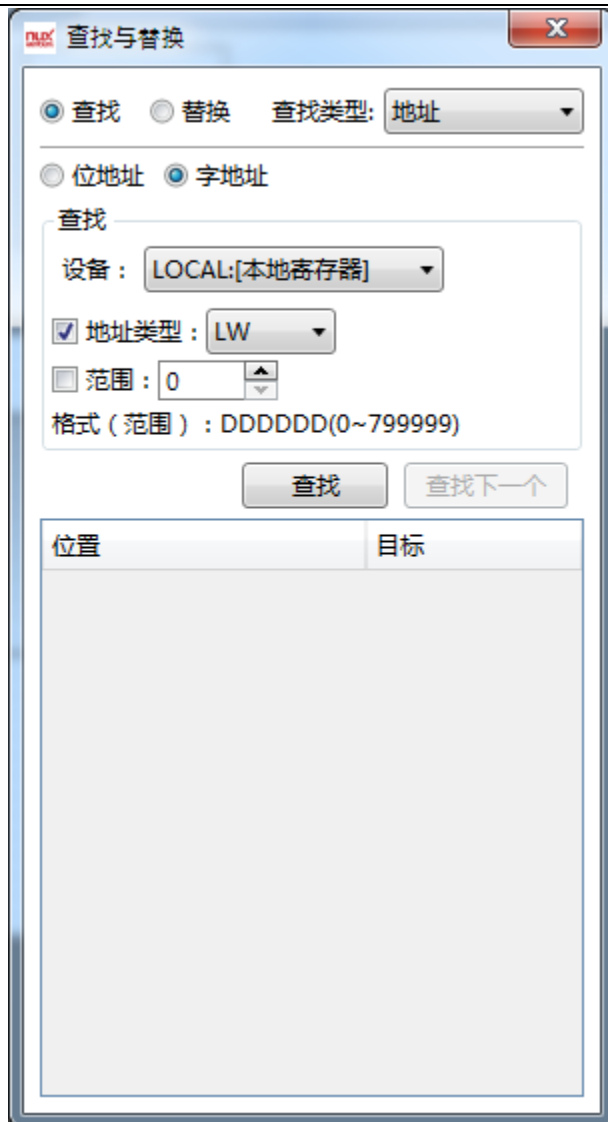 nux 查找与替换
查找 替换 查找类型: 地址
位地址 字地址
查找
设备： LOCAL:[本地寄存器]
地址类型： LW
范围： 0
格式（范围）：DDDDDD(0~799999)
查找 查找下一个
位置 目标